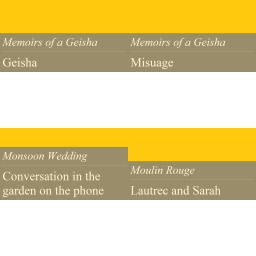 Memoirs of a Geisha
Geisha
Memoirs of a Geisha
Misuage
Monsoon Wedding
Conversation in the
garden on the phone
Moulin Rouge
Lautrec and Sarah